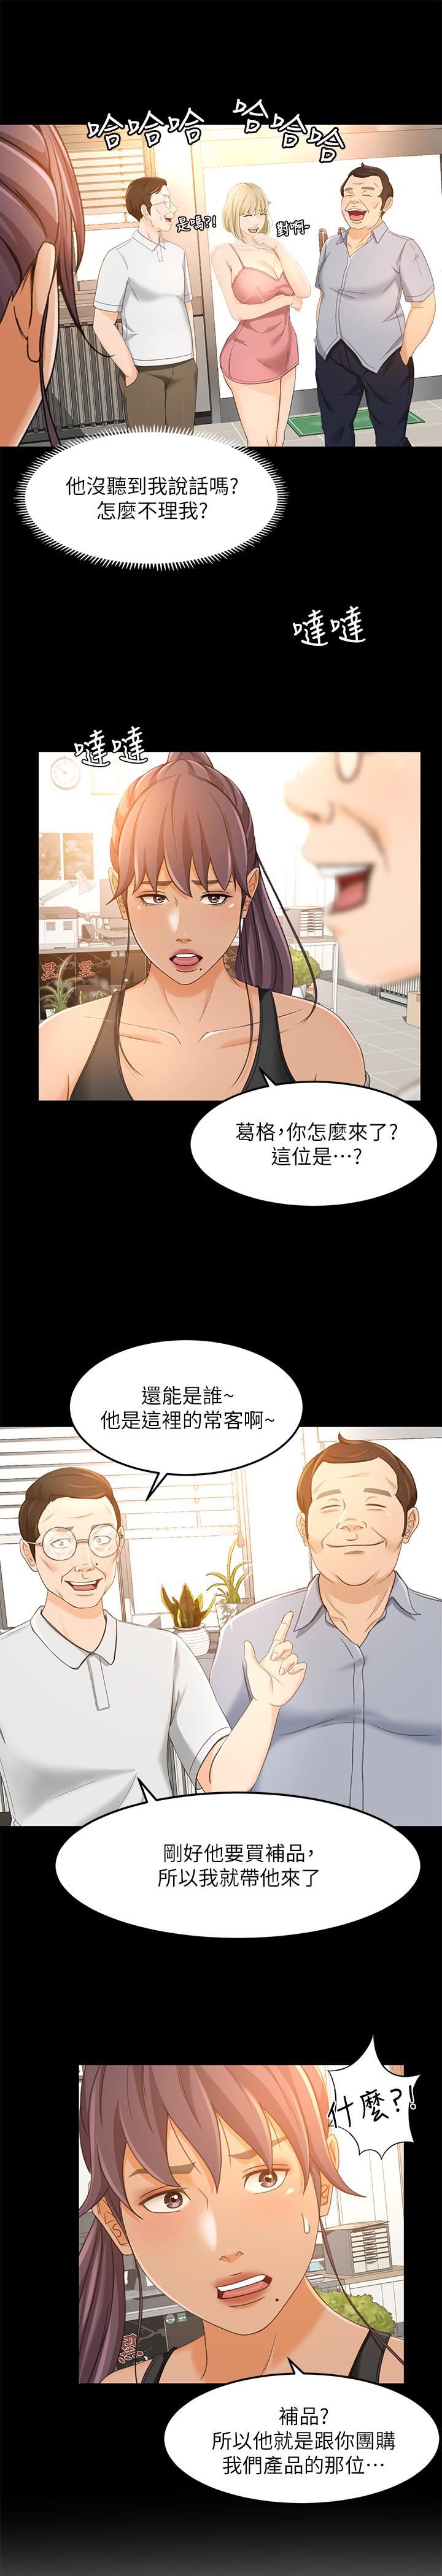 哈哈哈
哈哈哈
是嗎?!
對啊~
他沒聽到我說話嗎?
怎麼不理我?
噠噠
噠噠
葛格,你怎麼來了?
這位是…?
還能是誰~
他是這裡的常客啊~
剛好他要買補品,
所以我就帶他來了
什麼?!
補品?
所以他就是跟你團購
我們產品的那位…